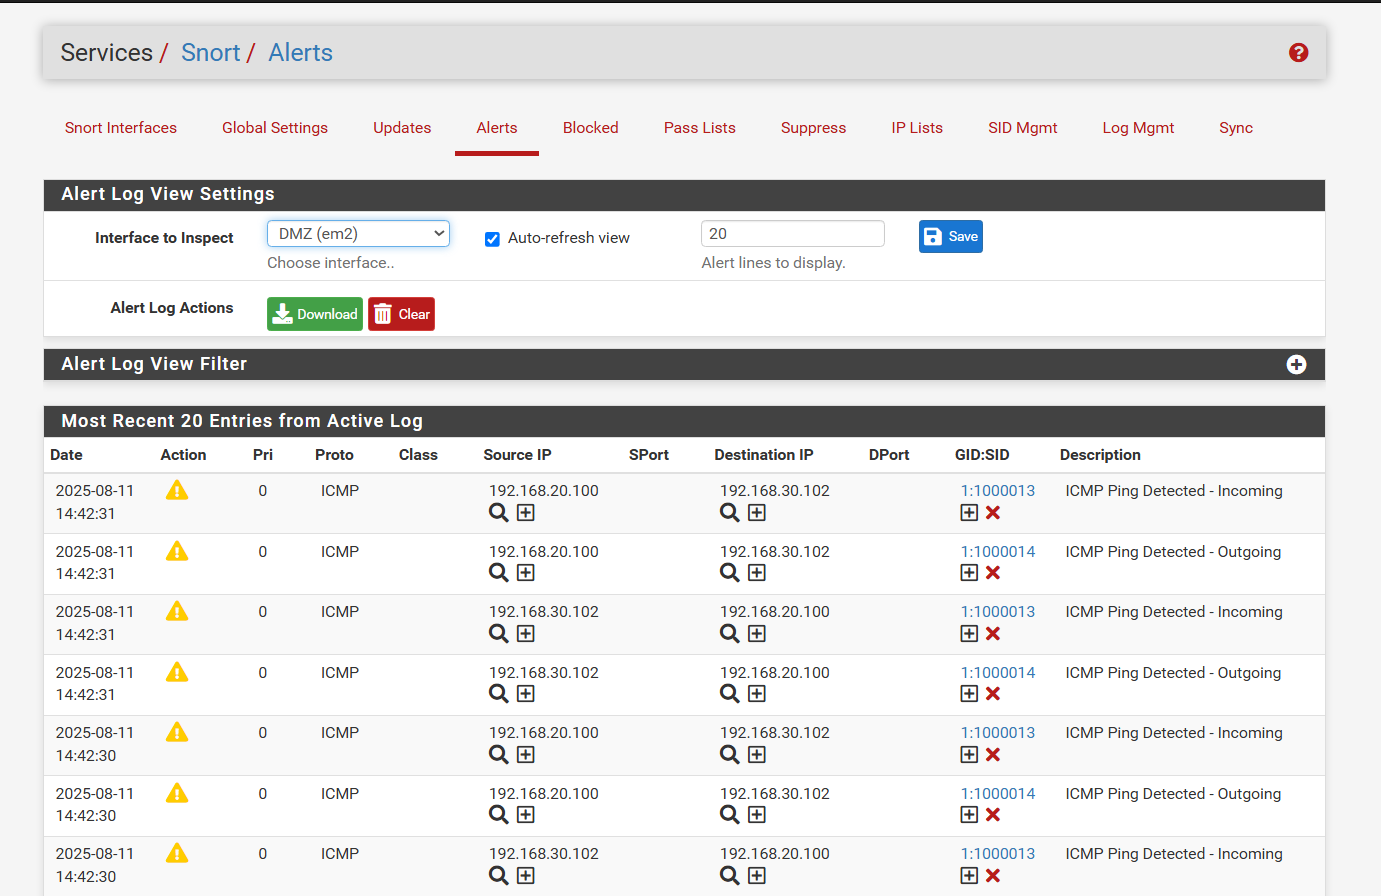 Services / Snort / Alerts
Snort Interfaces Global Settings Updates Alerts Blocked Pass Lists Suppress IP Lists SID Mgmt Log Mgmt Sync
Alert Log View Settings
Interface to Inspect DMZ (em2) Auto-refresh view 20 Save
Choose interface.. Alert lines to display.
Alert Log Actions Download Clear
Alert Log View Filter
Most Recent 20 Entries from Active Log
Date Action Pri Proto Class Source IP SPort Destination IP DPort GID:SID Description
2025-08-11 0 ICMP 192.168.20.100 192.168.30.102 1:1000013 ICMP Ping Detected - Incoming
14:42:31
2025-08-11 0 ICMP 192.168.20.100 192.168.30.102 1:1000014 ICMP Ping Detected - Outgoing
14:42:31
2025-08-11 0 ICMP 192.168.30.102 192.168.20.100 1:1000013 ICMP Ping Detected - Incoming
14:42:31
2025-08-11 0 ICMP 192.168.30.102 192.168.20.100 1:1000014 ICMP Ping Detected - Outgoing
14:42:31
2025-08-11 0 ICMP 192.168.20.100 192.168.30.102 1:1000013 ICMP Ping Detected - Incoming
14:42:30
2025-08-11 0 ICMP 192.168.20.100 192.168.30.102 1:1000014 ICMP Ping Detected - Outgoing
14:42:30
2025-08-11 0 ICMP 192.168.30.102 192.168.20.100 1:1000013 ICMP Ping Detected - Incoming
14:42:30